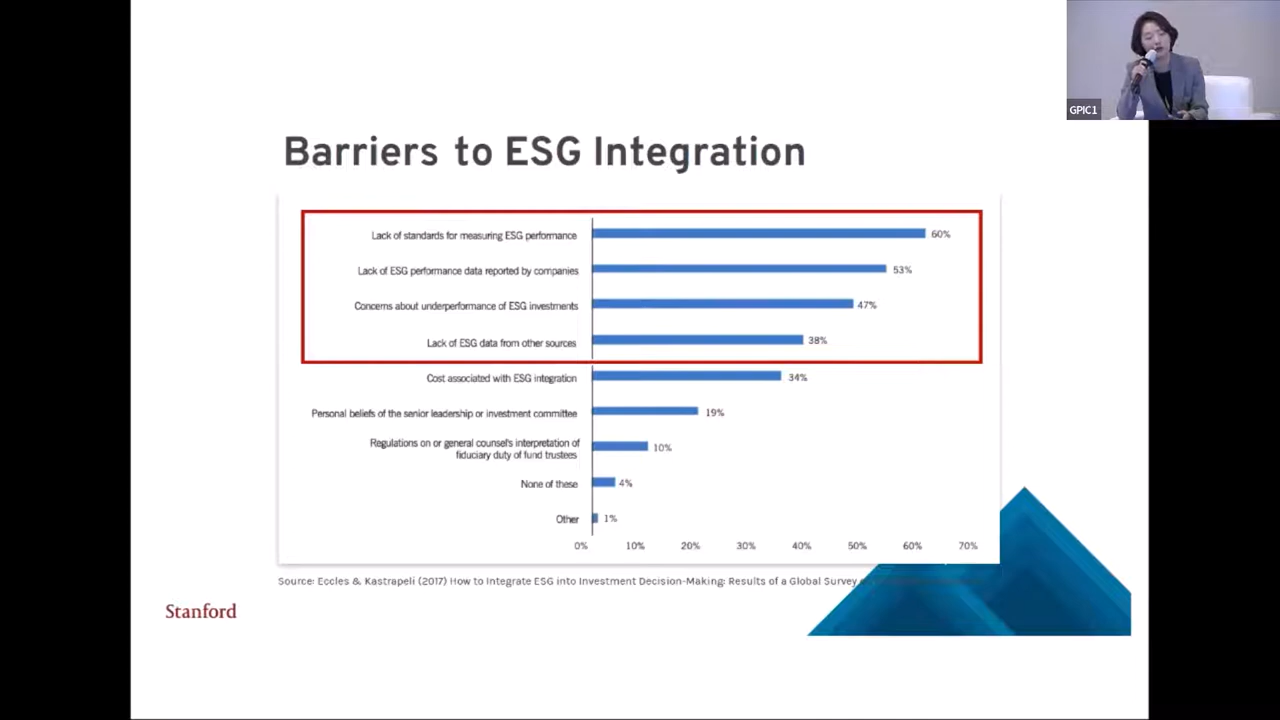 GPIC1
Barriers to ESG Integration
Lack of standards for measuring ESG performance
60%
Lack of ESG performance data reported by companies
53%
Concerns about underperformance of ESG investments
47%
Lack of ESG data from other sources
38%
Cost associated with ESG integration
34%
Personal beliefs of the senior leadership or investment committee
19%
Regulations on or general counsel's interpretation of
fiduciary duty of fund trustees
10%
None of these
4%
Other
1%
0% 10% 20% 30% 40% 50% 60% 70%
Source: Eccles & Kastrapeli (2017) How to Integrate ESG into Investment Decision-Making: Results of a Global Survey
Stanford